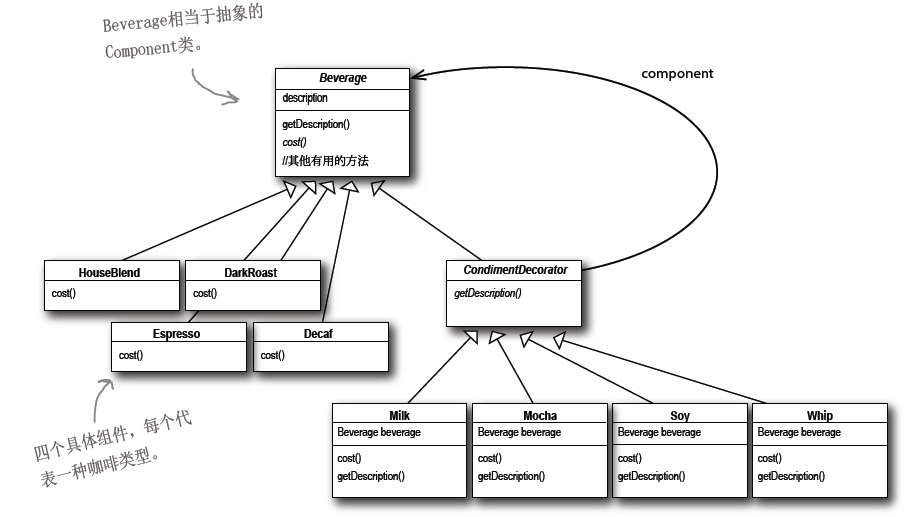 Beverage相当于抽象的
Component类。
component
Beverage
description
getDescription()
cost()
//其他有用的方法
HouseBlend
cost()
DarkRoast
cost()
CondimentDecorator
getDescription()
Espresso
cost()
Decaf
cost()
四个具体组件，每个代
表一种咖啡类型。
Milk
Beverage beverage
cost()
getDescription()
Mocha
Beverage beverage
cost()
getDescription()
Soy
Beverage beverage
cost()
getDescription()
Whip
Beverage beverage
cost()
getDescription()